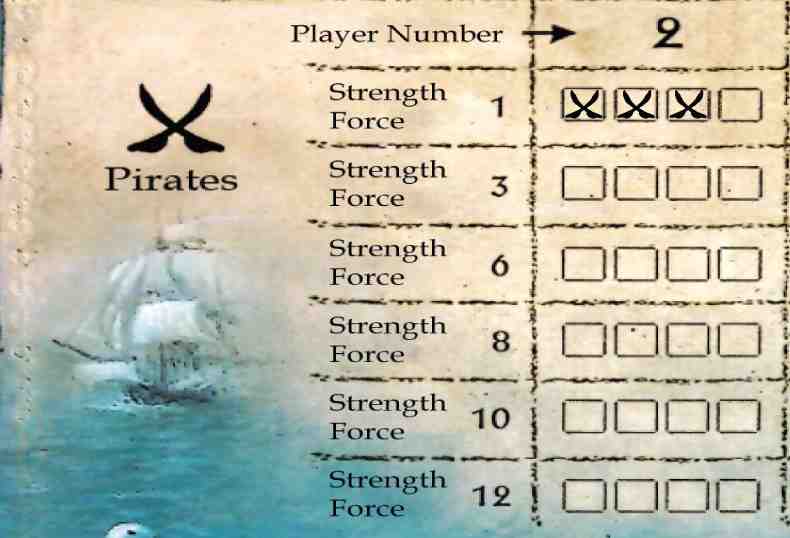 Player Number 2
Strength
Force 1
Pirates
Strength
Force 3
Strength
Force 6
Strength
Force 8
Strength
Force 10
Strength
Force 12